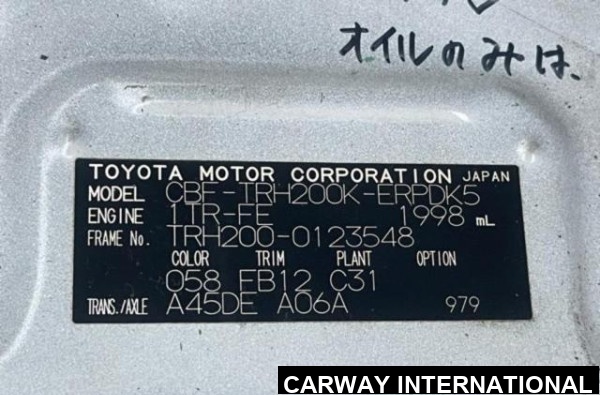 オイルのみは、
TOYOTA MOTOR CORPORATION JAPAN
MODEL CBF-TRH200K-ERPDK5
ENGINE 1TR-FE 1998 mL
FRAME No. TRH200-0123548
COLOR TRIM PLANT OPTION
058 FB12 C31
TRANS./AXLE A45DE A06A 979
CARWAY INTERNATIONAL